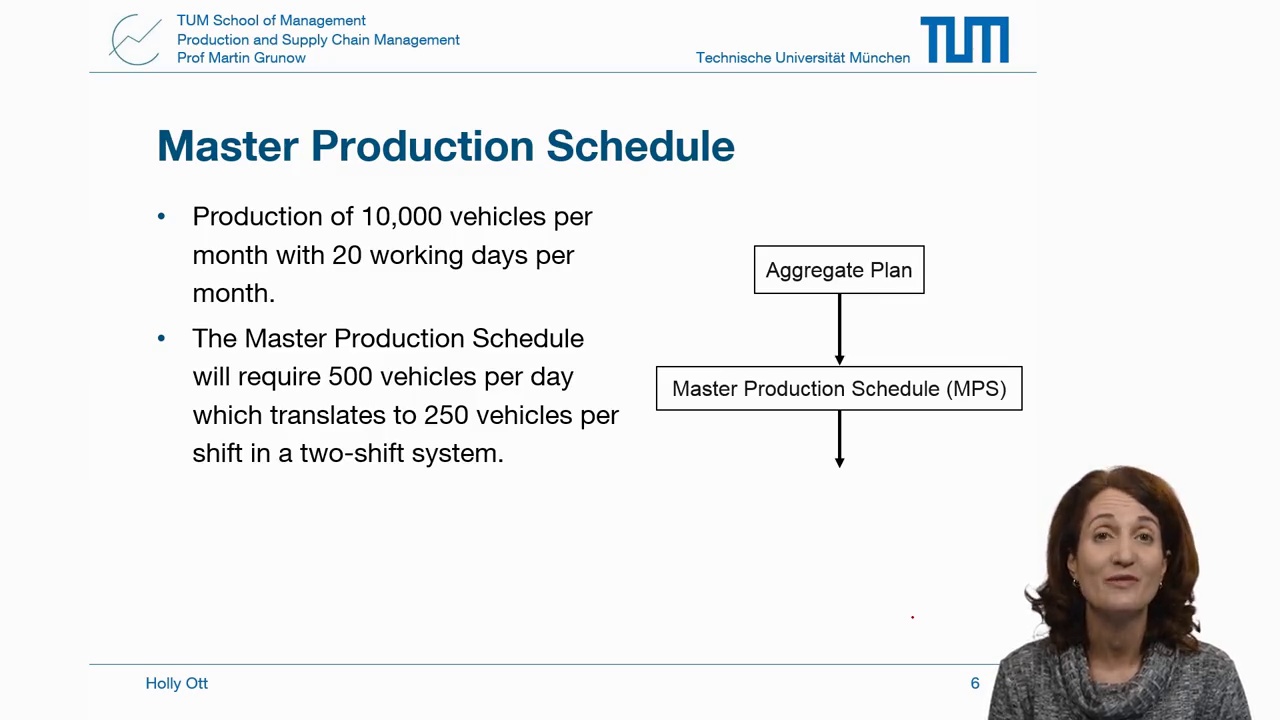 TUM School of Management
Production and Supply Chain Management
Prof Martin Grunow
Technische Universität München
TUM
Master Production Schedule
• Production of 10,000 vehicles per
month with 20 working days per
month.
• The Master Production Schedule
will require 500 vehicles per day
which translates to 250 vehicles per
shift in a two-shift system.
Aggregate Plan
Master Production Schedule (MPS)
Holly Ott
6